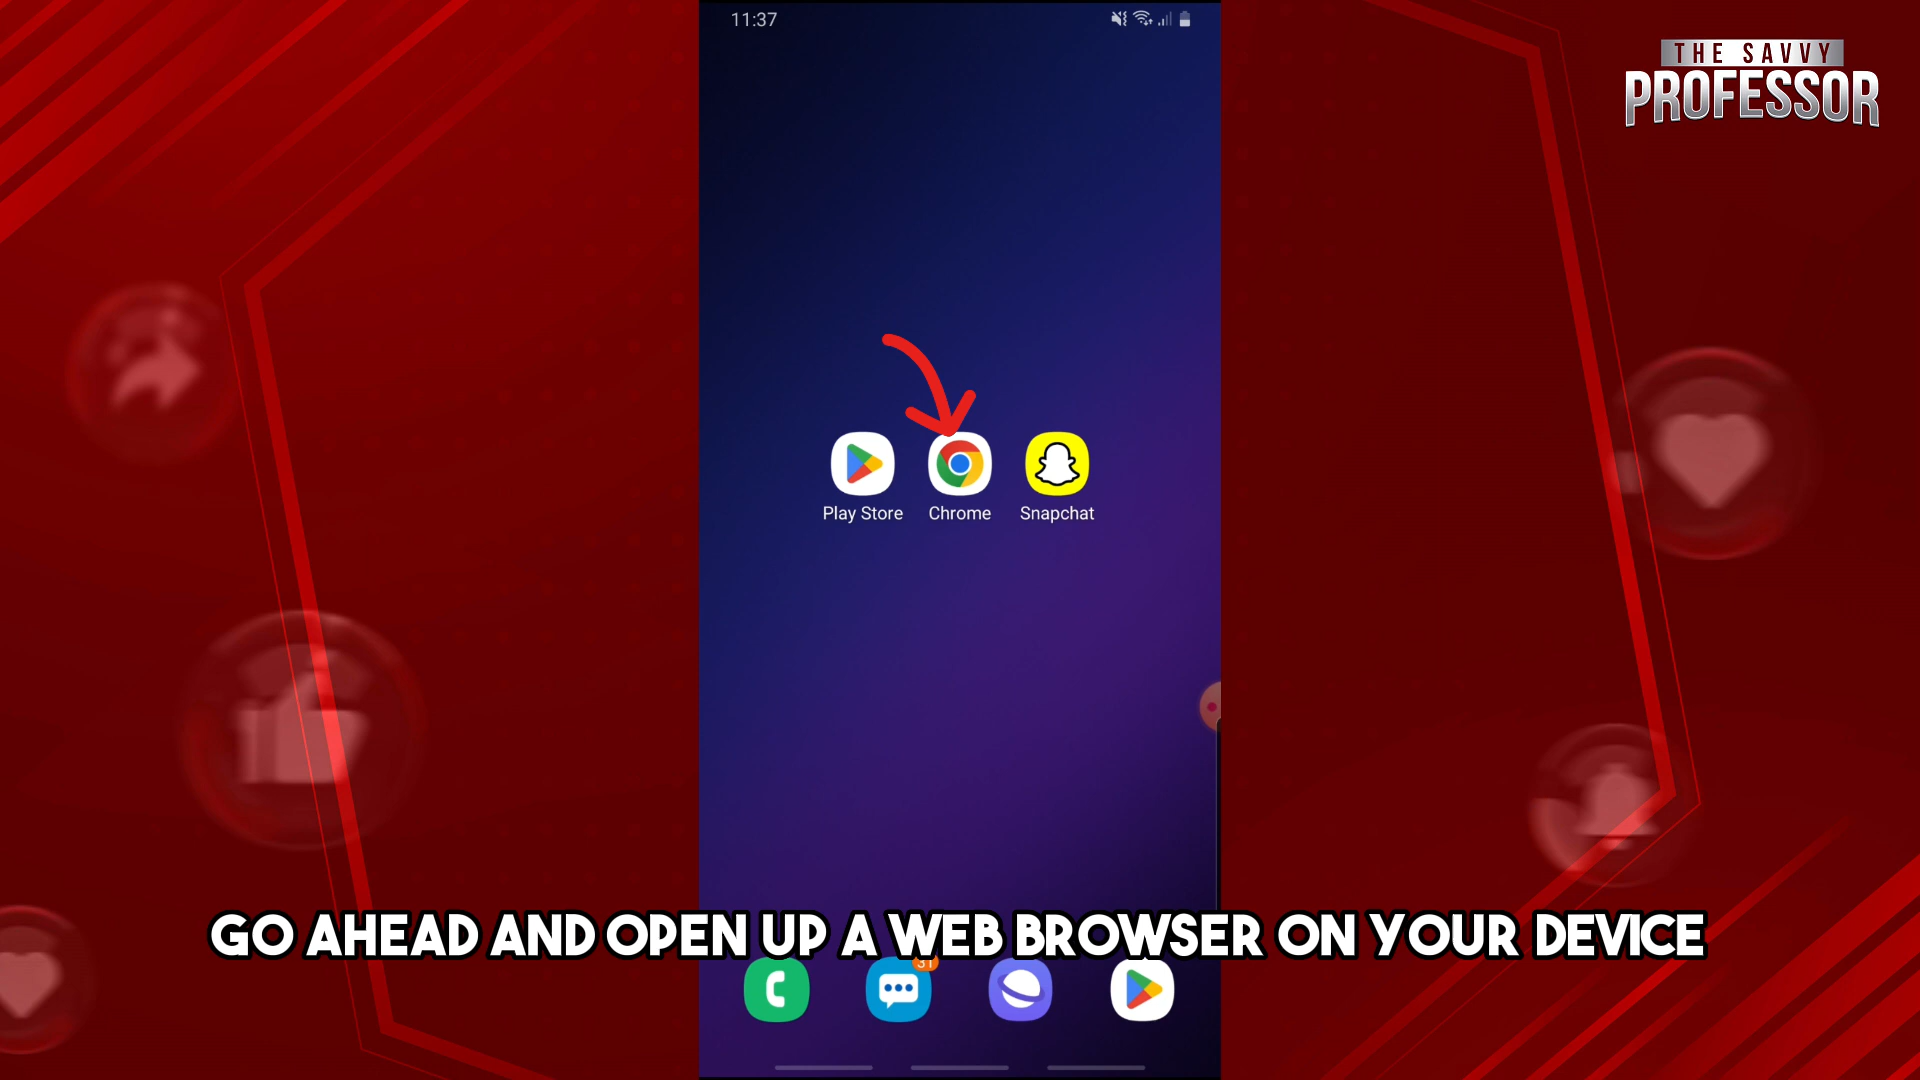 11:37
THE SAVVY
PROFESSOR
Play Store
Chrome
Snapchat
GO AHEAD AND OPEN UP A WEB BROWSER ON YOUR DEVICE
31